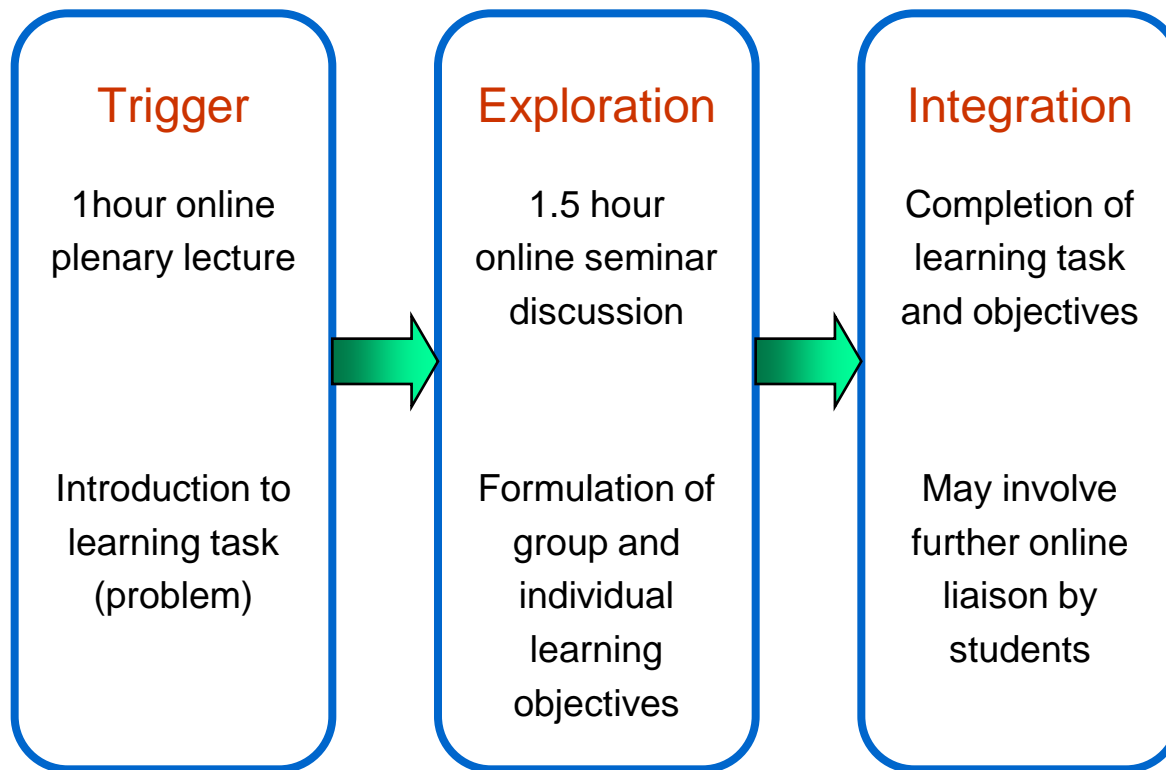 Trigger
1hour online
plenary lecture
Introduction to
learning task
(problem)
Exploration
1.5 hour
online seminar
discussion
Formulation of
group and
individual
learning
objectives
Integration
Completion of
learning task
and objectives
May involve
further online
liaison by
students